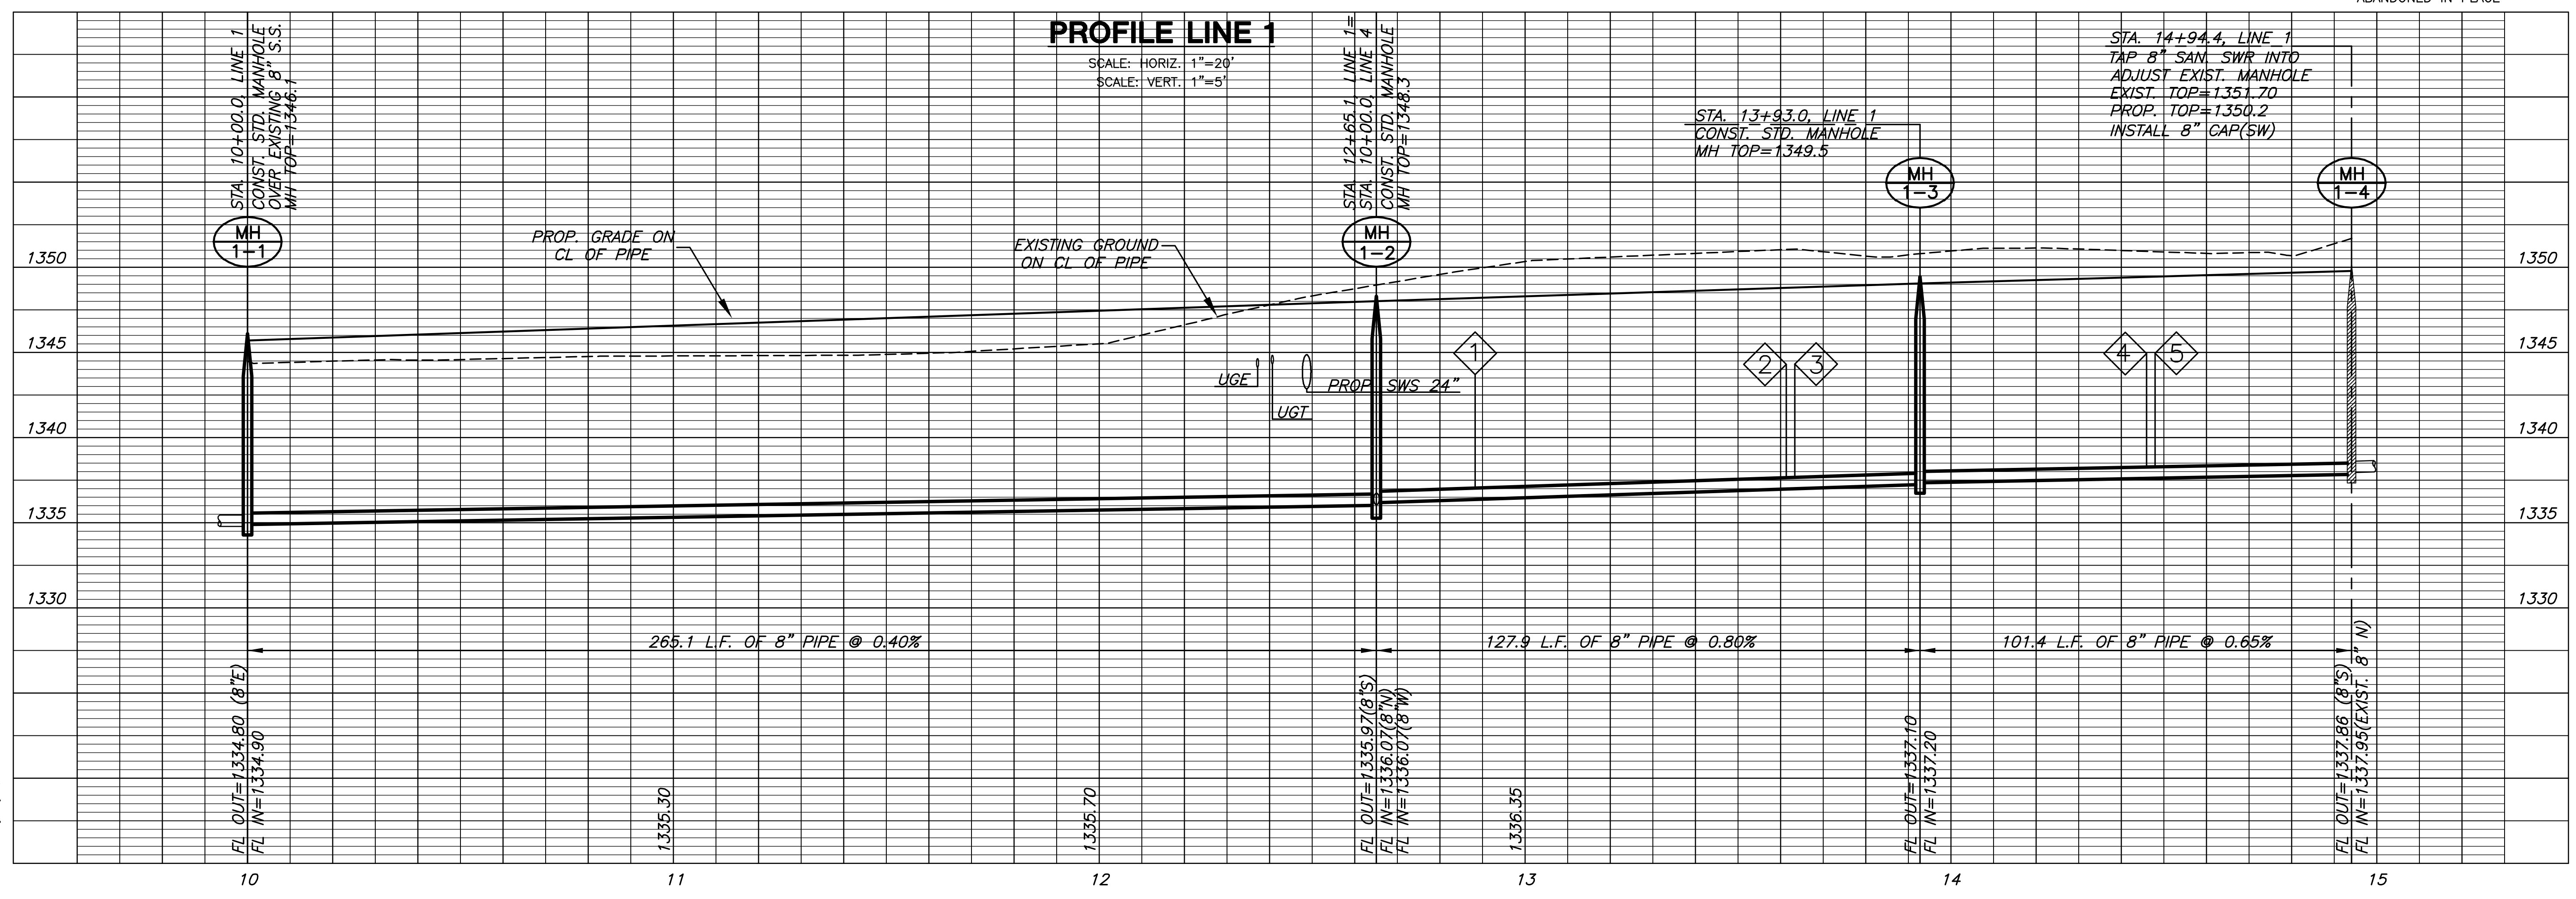 ABANDONED IN PLACE
PROFILE LINE 1
SCALE: HORIZ. 1"=20'
SCALE: VERT. 1"=5'
STA. 10+00.0, LINE 1
CONST. STD. MANHOLE
OVER EXISTING 8" S.S.
MH TOP=1346.1
STA. 12+65.1, LINE 1=
STA. 10+00.0, LINE 4
CONST. STD. MANHOLE
MH TOP=1348.3
STA. 13+93.0, LINE 1
CONST. STD. MANHOLE
MH TOP=1349.5
STA. 14+94.4, LINE 1
TAP 8" SAN. SWR INTO
ADJUST EXIST. MANHOLE
EXIST. TOP=1351.70
PROP. TOP=1350.2
INSTALL 8" CAP(SW)
MH
1-1
MH
1-2
MH
1-3
MH
1-4
PROP. GRADE ON
CL OF PIPE
EXISTING GROUND
ON CL OF PIPE
1350
1350
1345
1345
1340
1340
1335
1335
1330
1330
1
2
3
4
5
UGE
UGT
PROP. SWS 24"
265.1 L.F. OF 8" PIPE @ 0.40%
127.9 L.F. OF 8" PIPE @ 0.80%
101.4 L.F. OF 8" PIPE @ 0.65%
FL OUT=1334.80 (8"E)
FL IN=1334.90
1335.30
1335.70
FL OUT=1335.97(8"S)
FL IN=1336.07(8"N)
FL IN=1336.07(8"W)
1336.35
FL OUT=1337.10
FL IN=1337.20
FL OUT=1337.86 (8"S)
FL IN=1337.95(EXIST. 8" N)
10
11
12
13
14
15